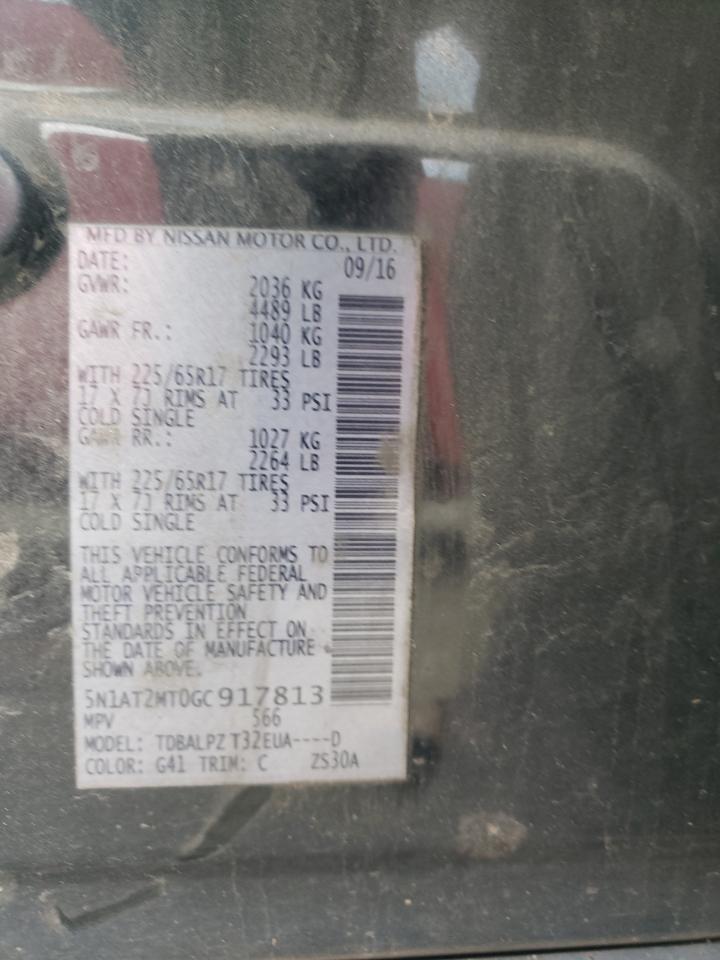 MFD BY NISSAN MOTOR CO., LTD.
DATE: 09/16
GVWR: 2036 KG
4489 LB
GAWR FR.: 1040 KG
2293 LB
WITH 225/65R17 TIRES
17 X 7J RIMS AT 33 PSI
COLD SINGLE
GAWR RR.: 1027 KG
2264 LB
WITH 225/65R17 TIRES
17 X 7J RIMS AT 33 PSI
COLD SINGLE
THIS VEHICLE CONFORMS TO
ALL APPLICABLE FEDERAL
MOTOR VEHICLE SAFETY AND
THEFT PREVENTION
STANDARDS IN EFFECT ON
THE DATE OF MANUFACTURE
SHOWN ABOVE.
5N1AT2MT0GC917813
MPV 566
MODEL: TDBALPZ T32EUA----D
COLOR: G41 TRIM: C ZS30A